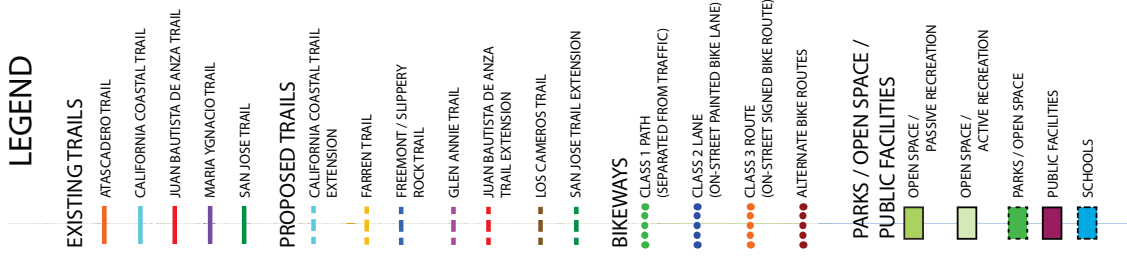 LEGEND
EXISTING TRAILS
ATASCADERO TRAIL
CALIFORNIA COASTAL TRAIL
JUAN BAUTISTA DE ANZA TRAIL
MARIA YGNACIO TRAIL
SAN JOSE TRAIL
PROPOSED TRAILS
CALIFORNIA COASTAL TRAIL
EXTENSION
FARREN TRAIL
FREEMONT / SLIPPERY
ROCK TRAIL
GLEN ANNIE TRAIL
JUAN BAUTISTA DE ANZA
TRAIL EXTENSION
LOS CAMEROS TRAIL
SAN JOSE TRAIL EXTENSION
BIKEWAYS
CLASS 1 PATH
(SEPARATED FROM TRAFFIC)
CLASS 2 LANE
(ON-STREET PAINTED BIKE LANE)
CLASS 3 ROUTE
(ON-STREET SIGNED BIKE ROUTE)
ALTERNATE BIKE ROUTES
PARKS / OPEN SPACE /
PUBLIC FACILITIES
OPEN SPACE /
PASSIVE RECREATION
OPEN SPACE /
ACTIVE RECREATION
PARKS / OPEN SPACE
PUBLIC FACILITIES
SCHOOLS